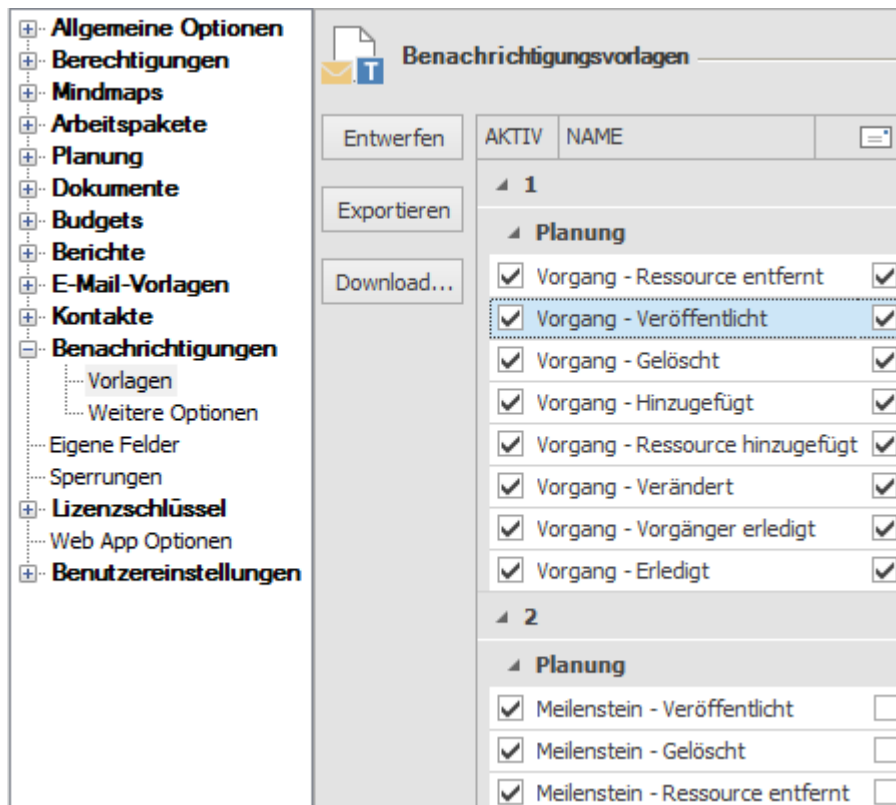 Allgemeine Optionen
Berechtigungen
Mindmaps
Arbeitspakete
Planung
Dokumente
Budgets
Berichte
E-Mail-Vorlagen
Kontakte
Benachrichtigungen
Vorlagen
Weitere Optionen
Eigene Felder
Sperrungen
Lizenzschlüssel
Web App Optionen
Benutzereinstellungen
T
Benachrichtigungsvorlagen
Entwerfen
Exportieren
Download...
AKTIV NAME
1
Planung
Vorgang - Ressource entfernt
Vorgang - Veröffentlicht
Vorgang - Gelöscht
Vorgang - Hinzugefügt
Vorgang - Ressource hinzugefügt
Vorgang - Verändert
Vorgang - Vorgänger erledigt
Vorgang - Erledigt
2
Planung
Meilenstein - Veröffentlicht
Meilenstein - Gelöscht
Meilenstein - Ressource entfernt